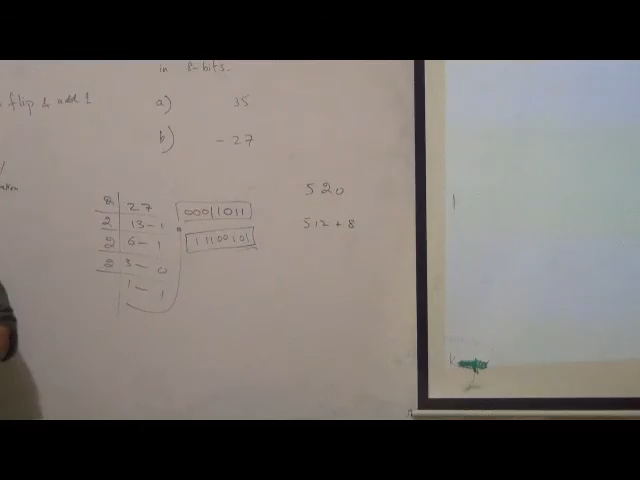 in 8-bits.
flip & add 1
a) 35
b) - 27
2 27
2 13 - 1
2 6 - 1
2 3 - 0
1 - 1
00011011
11100101
520
512 + 8